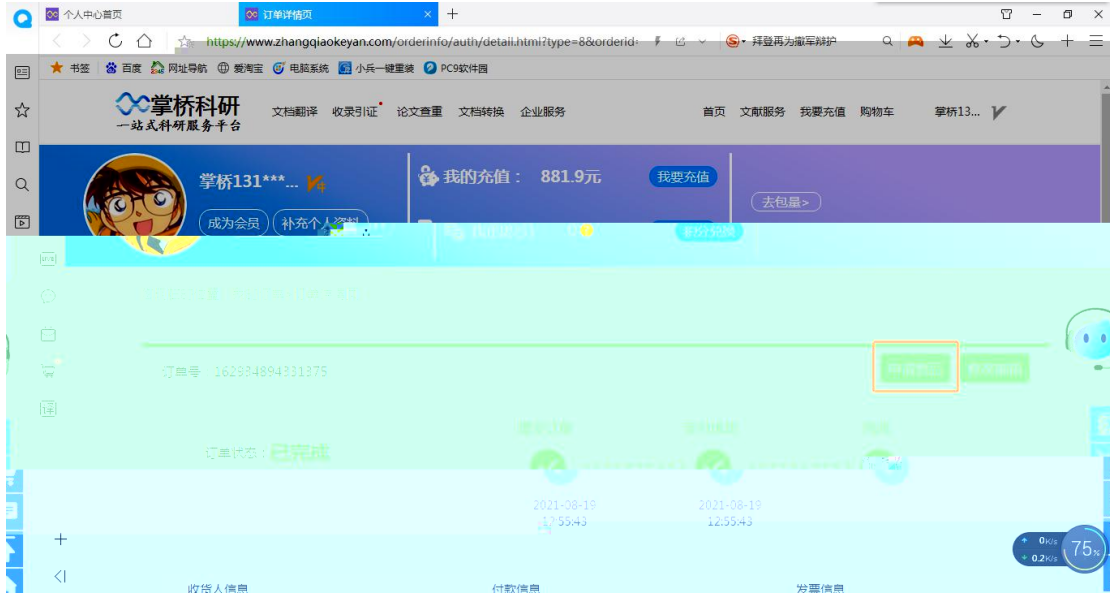 个人中心首页
订单详情页
https://www.zhangqiaokeyan.com/orderinfo/auth/detail.html?type=8&orderid=
拜登再为撤军辩护
书签 百度 网址导航 爱淘宝 电脑系统 小兵一键重装 PC9软件园
掌桥科研
一站式科研服务平台
文档翻译 收录引证 论文查重 文档转换 企业服务 首页 文献服务 我要充值 购物车 掌桥13...
掌桥131***...
我的充值： 881.9元 我要充值
去包量>
成为会员 补充个人资料
积分兑换
订单号 162934894331375
订单状态：已完成
2021-08-19 2021-08-19
12:55:43 12:55:43
0K/s
0.2K/s
75%
收货人信息 付款信息 发票信息